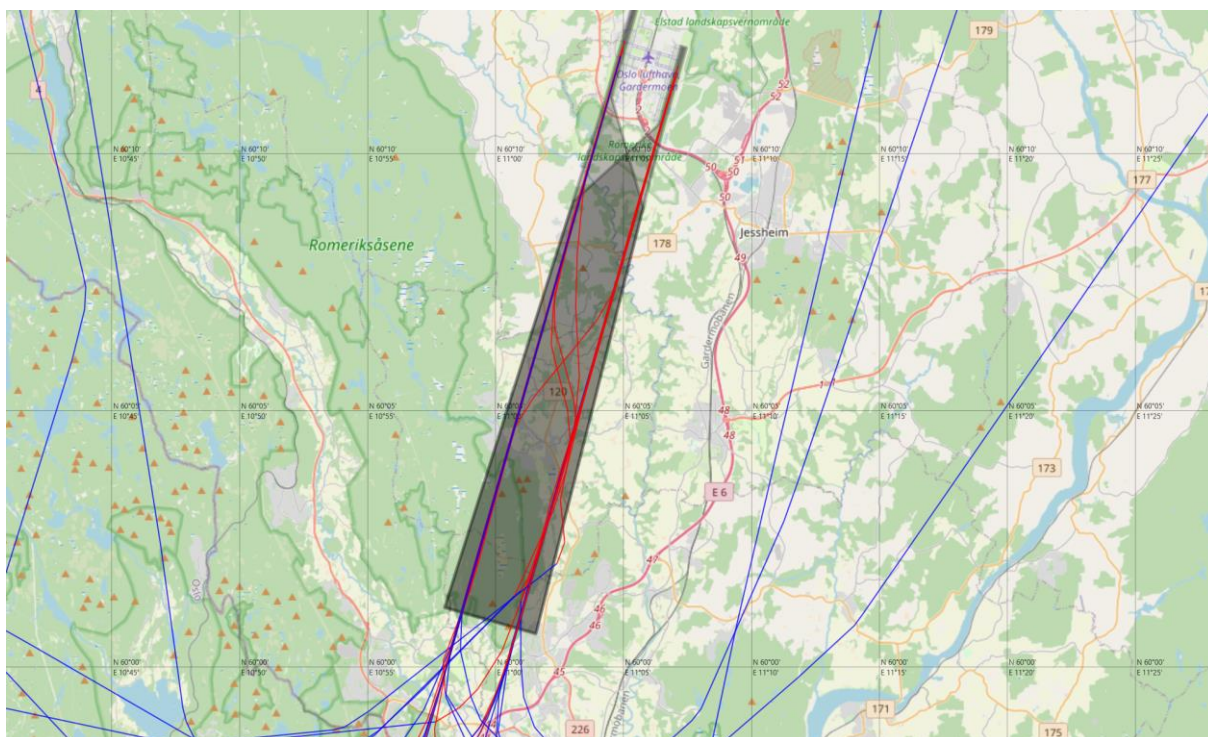 Elstad landskapsvernområde
179
4
52
Oslo lufthavn,
Gardermoen
2
52
N 60°10' N 60°10' N 60°10' N 60°10' N 60°10' N 60°10' N 60°10' N 60°10'
E 10°45' E 10°50' E 10°55' E 11°00' E 11°10' E 11°15' E 11°20' E 11°25'
Romerike
landskapsvernområde
50
51
50
50
177
Jessheim
178
Romeriksåsene
49
Gardermobanen
120
N 60°05' N 60°05' N 60°05' N 60°05' N 60°05' N 60°05' N 60°05' N 60°05'
E 10°45' E 10°50' E 10°55' E 11°05' E 11°10' E 11°15' E 11°20' E 11°25'
48
48
173
E 6
47
OSLO
46
46
N 60°00' N 60°00' N 60°00' N 60°00' N 60°00' N 60°00' N 60°00' N 60°00' N 60°00'
E 10°45' E 10°50' E 10°55' E 11°00' E 11°05' E 11°10' E 11°15' E 11°20' E 11°25'
45
171
226
175